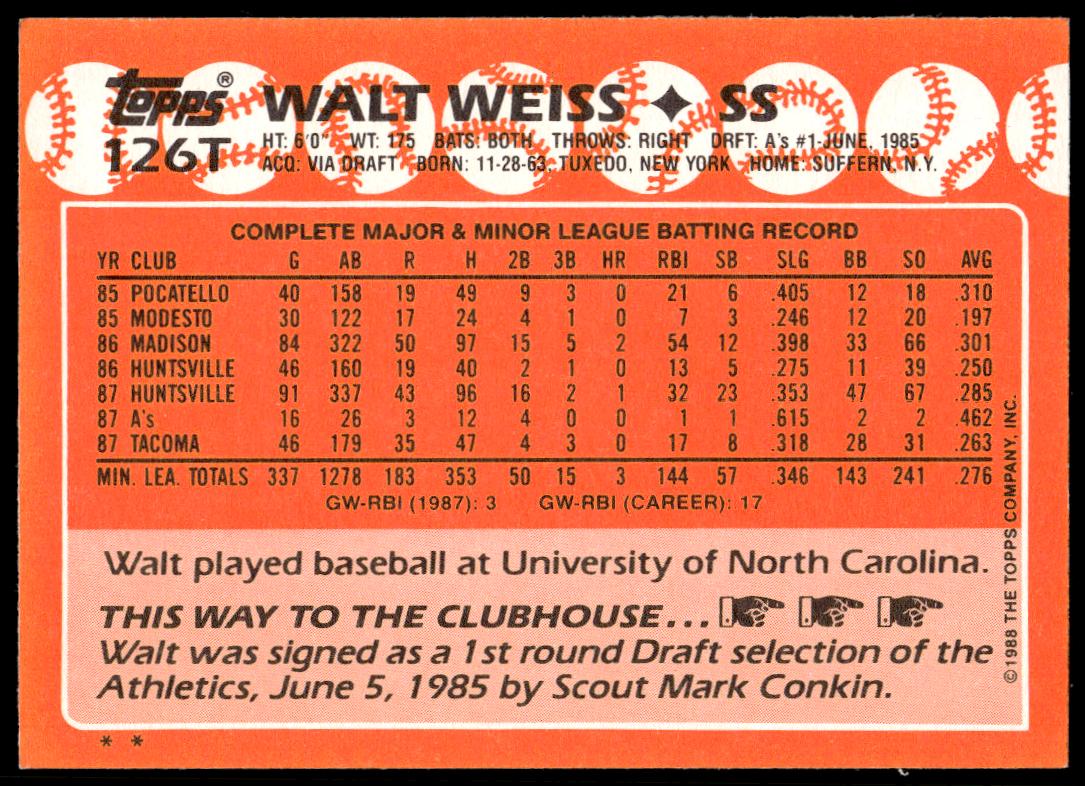 topps® WALT WEISS ✦ SS
126T HT: 6'0" WT: 175 BATS: BOTH THROWS: RIGHT DRFT: A's #1-JUNE, 1985
ACQ: VIA DRAFT BORN: 11-28-63, TUXEDO, NEW YORK HOME: SUFFERN, N.Y.
COMPLETE MAJOR & MINOR LEAGUE BATTING RECORD
YR CLUB G AB R H 2B 3B HR RBI SB SLG BB SO AVG
85 POCATELLO 40 158 19 49 9 3 0 21 6 .405 12 18 .310
85 MODESTO 30 122 17 24 4 1 0 7 3 .246 12 20 .197
86 MADISON 84 322 50 97 15 5 2 54 12 .398 33 66 .301
86 HUNTSVILLE 46 160 19 40 2 1 0 13 5 .275 11 39 .250
87 HUNTSVILLE 91 337 43 96 16 2 1 32 23 .353 47 67 .285
87 A's 16 26 3 12 4 0 0 1 1 .615 2 2 .462
87 TACOMA 46 179 35 47 4 3 0 17 8 .318 28 31 .263
MIN. LEA. TOTALS 337 1278 183 353 50 15 3 144 57 .346 143 241 .276
GW-RBI (1987): 3 GW-RBI (CAREER): 17
Walt played baseball at University of North Carolina.
THIS WAY TO THE CLUBHOUSE...
Walt was signed as a 1st round Draft selection of the
Athletics, June 5, 1985 by Scout Mark Conkin.
©1988 THE TOPPS COMPANY, INC.
* *